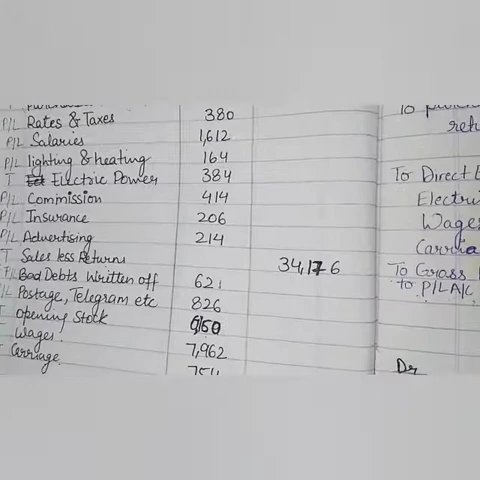 P/L Rates & Taxes 380
P/L Salaries 1,612
P/L lighting & heating 164
T Electric Power 384
P/L Commission 414
P/L Insurance 206
P/L Advertising 214
T Sales less Returns 34,176
P/L Bad Debts Written off 621
P/L Postage, Telegram etc 826
T opening Stock
Wages 7,962
T Carriage
To
To Direct E
Electri
Wages
Carria
To Gross
to P/L A/C
Dr